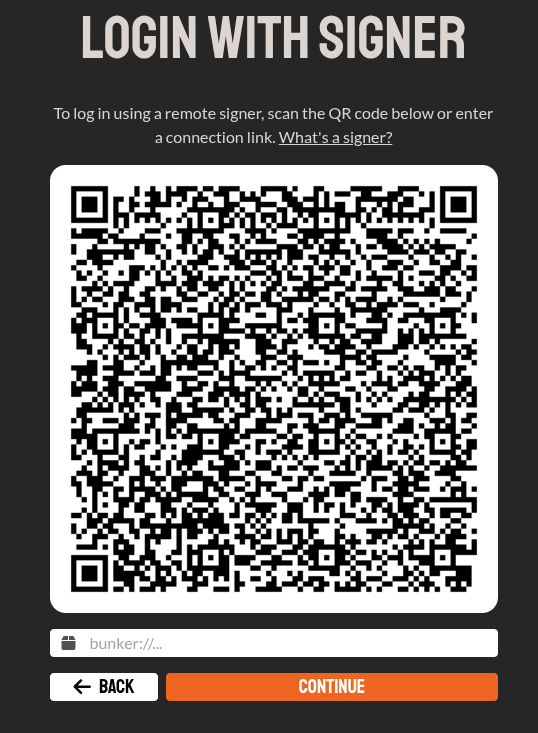 LOGIN WITH SIGNER
To log in using a remote signer, scan the QR code below or enter
a connection link. What's a signer?
bunker://...
BACK
CONTINUE